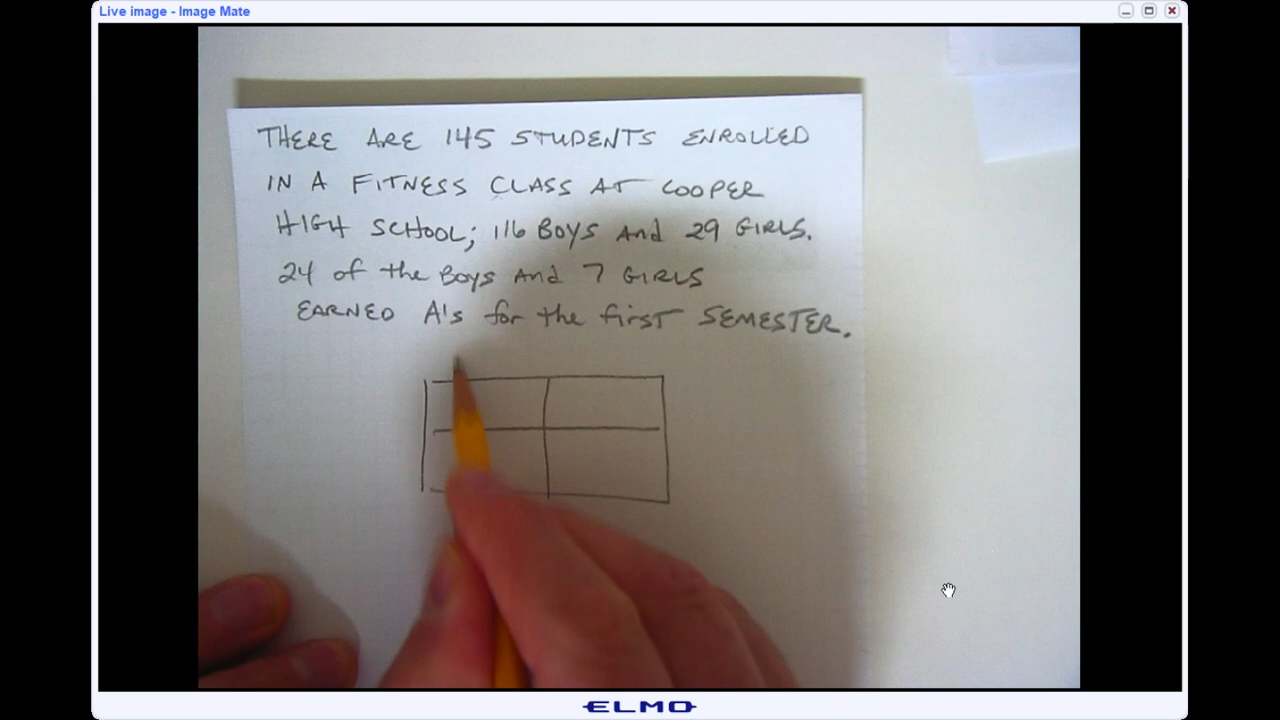 Live image - Image Mate
THERE ARE 145 STUDENTS ENROLLED
IN A FITNESS CLASS AT COOPER
HIGH SCHOOL; 116 BOYS And 29 GIRLS.
24 of the Boys And 7 GIRLS
EARNED A's for the first SEMESTER.
ELMO